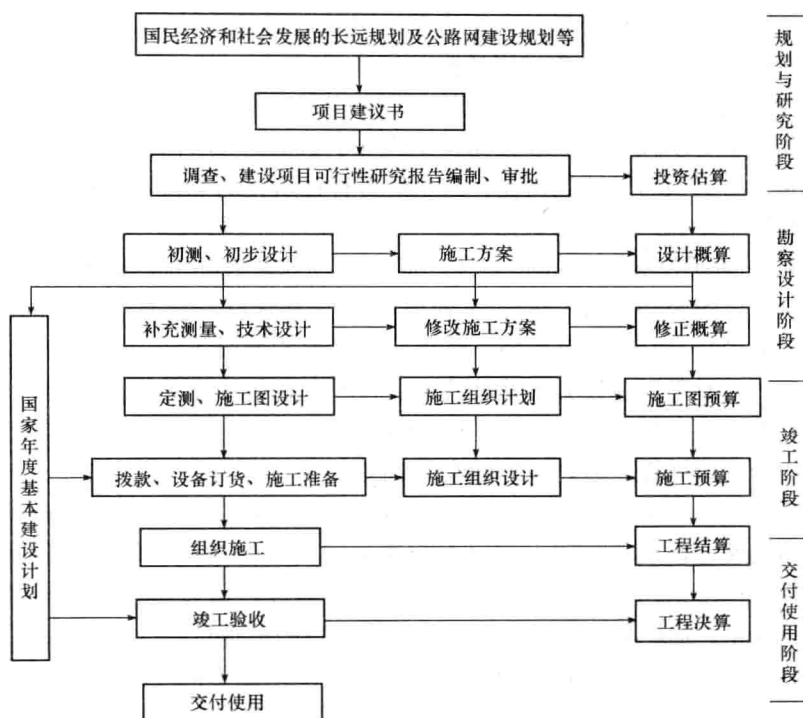 国民经济和社会发展的长远规划及公路网建设规划等
项目建议书
调查、建设项目可行性研究报告编制、审批
投资估算
规划与研究阶段
初测、初步设计
施工方案
设计概算
补充测量、技术设计
修改施工方案
修正概算
勘察设计阶段
国家年度基本建设计划
定测、施工图设计
施工组织计划
施工图预算
拨款、设备订货、施工准备
施工组织设计
施工预算
竣工阶段
组织施工
工程结算
竣工验收
工程决算
交付使用
交付使用阶段